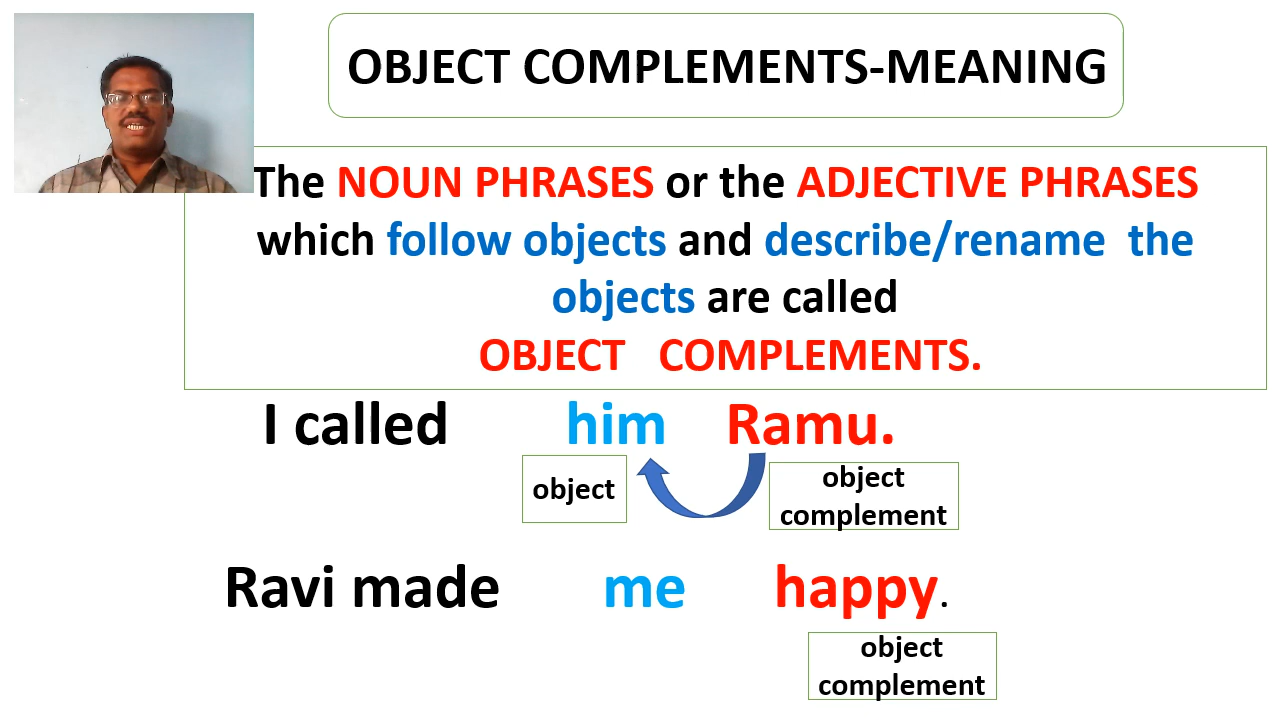 OBJECT COMPLEMENTS-MEANING
The NOUN PHRASES or the ADJECTIVE PHRASES
which follow objects and describe/rename the
objects are called
OBJECT COMPLEMENTS.
I called him Ramu.
object
object
complement
Ravi made me happy.
object
complement